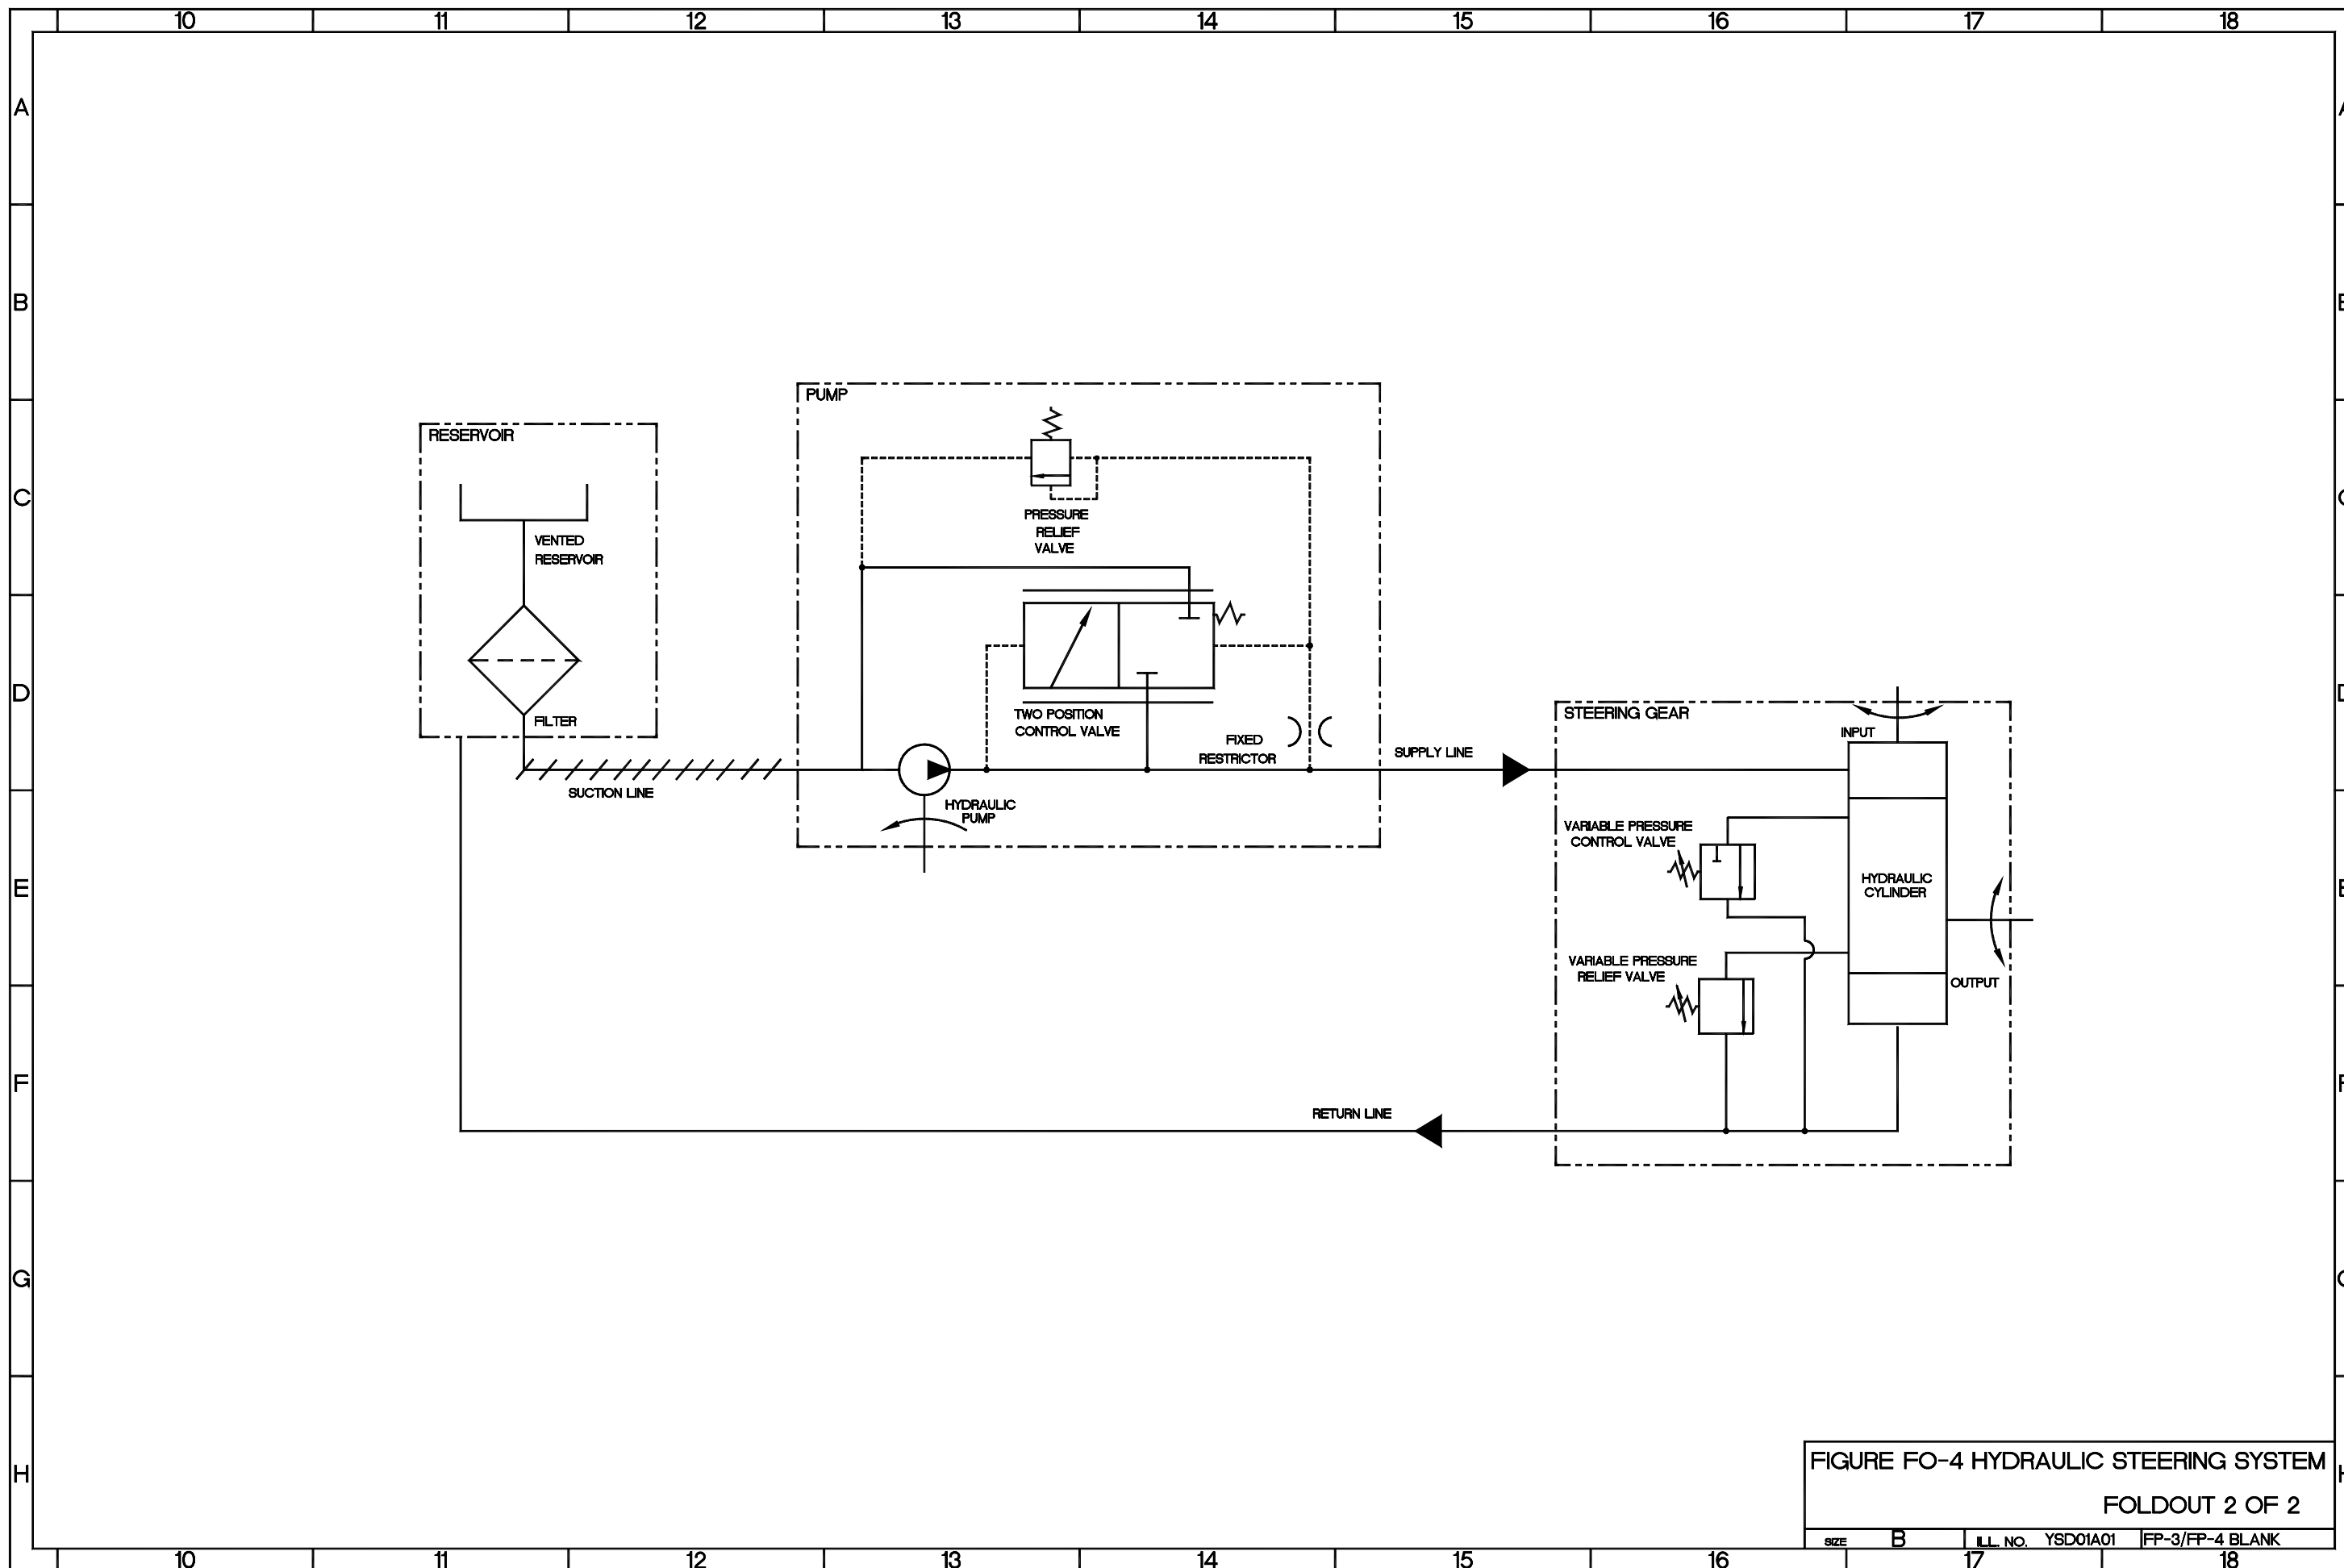 10 11 12 13 14 15 16 17 18
A
B
C
D
E
F
G
H
RESERVOIR
VENTED
RESERVOIR
FILTER
SUCTION LINE
PUMP
PRESSURE
RELIEF
VALVE
TWO POSITION
CONTROL VALVE
FIXED
RESTRICTOR
HYDRAULIC
PUMP
SUPPLY LINE
STEERING GEAR
INPUT
VARIABLE PRESSURE
CONTROL VALVE
HYDRAULIC
CYLINDER
VARIABLE PRESSURE
RELIEF VALVE
OUTPUT
RETURN LINE
FIGURE FO-4 HYDRAULIC STEERING SYSTEM
FOLDOUT 2 OF 2
SIZE B ILL. NO. YSD01A01 FP-3/FP-4 BLANK
10 11 12 13 14 15 16 17 18